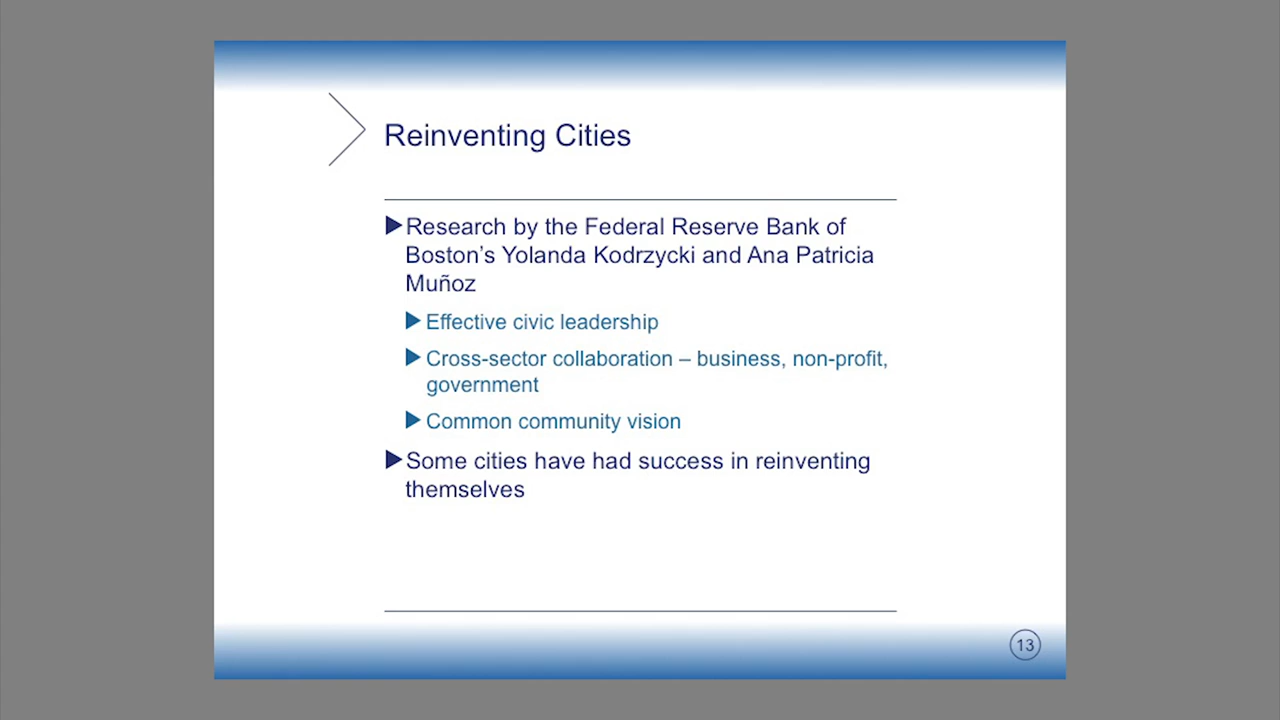 Reinventing Cities
Research by the Federal Reserve Bank of
Boston’s Yolanda Kodrzycki and Ana Patricia
Muñoz
Effective civic leadership
Cross-sector collaboration – business, non-profit,
government
Common community vision
Some cities have had success in reinventing
themselves
13